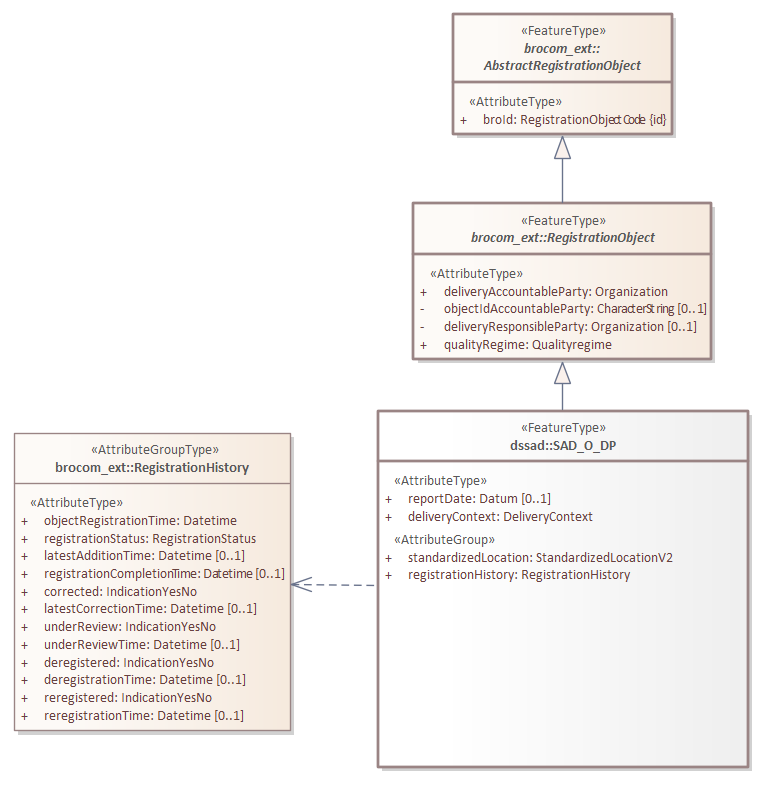 «FeatureType»
brocom_ext::
AbstractRegistrationObject
«AttributeType»
+ broId: RegistrationObjectCode {id}
«FeatureType»
brocom_ext::RegistrationObject
«AttributeType»
+ deliveryAccountableParty: Organization
- objectIdAccountableParty: CharacterString [0..1]
- deliveryResponsibleParty: Organization [0..1]
+ qualityRegime: Qualityregime
«FeatureType»
dssad::SAD_O_DP
«AttributeType»
+ reportDate: Datum [0..1]
+ deliveryContext: DeliveryContext
«AttributeGroup»
+ standardizedLocation: StandardizedLocationV2
+ registrationHistory: RegistrationHistory
«AttributeGroupType»
brocom_ext::RegistrationHistory
«AttributeType»
+ objectRegistrationTime: Datetime
+ registrationStatus: RegistrationStatus
+ latestAdditionTime: Datetime [0..1]
+ registrationCompletionTime: Datetime [0..1]
+ corrected: IndicationYesNo
+ latestCorrectionTime: Datetime [0..1]
+ underReview: IndicationYesNo
+ underReviewTime: Datetime [0..1]
+ deregistered: IndicationYesNo
+ deregistrationTime: Datetime [0..1]
+ reregistered: IndicationYesNo
+ reregistrationTime: Datetime [0..1]